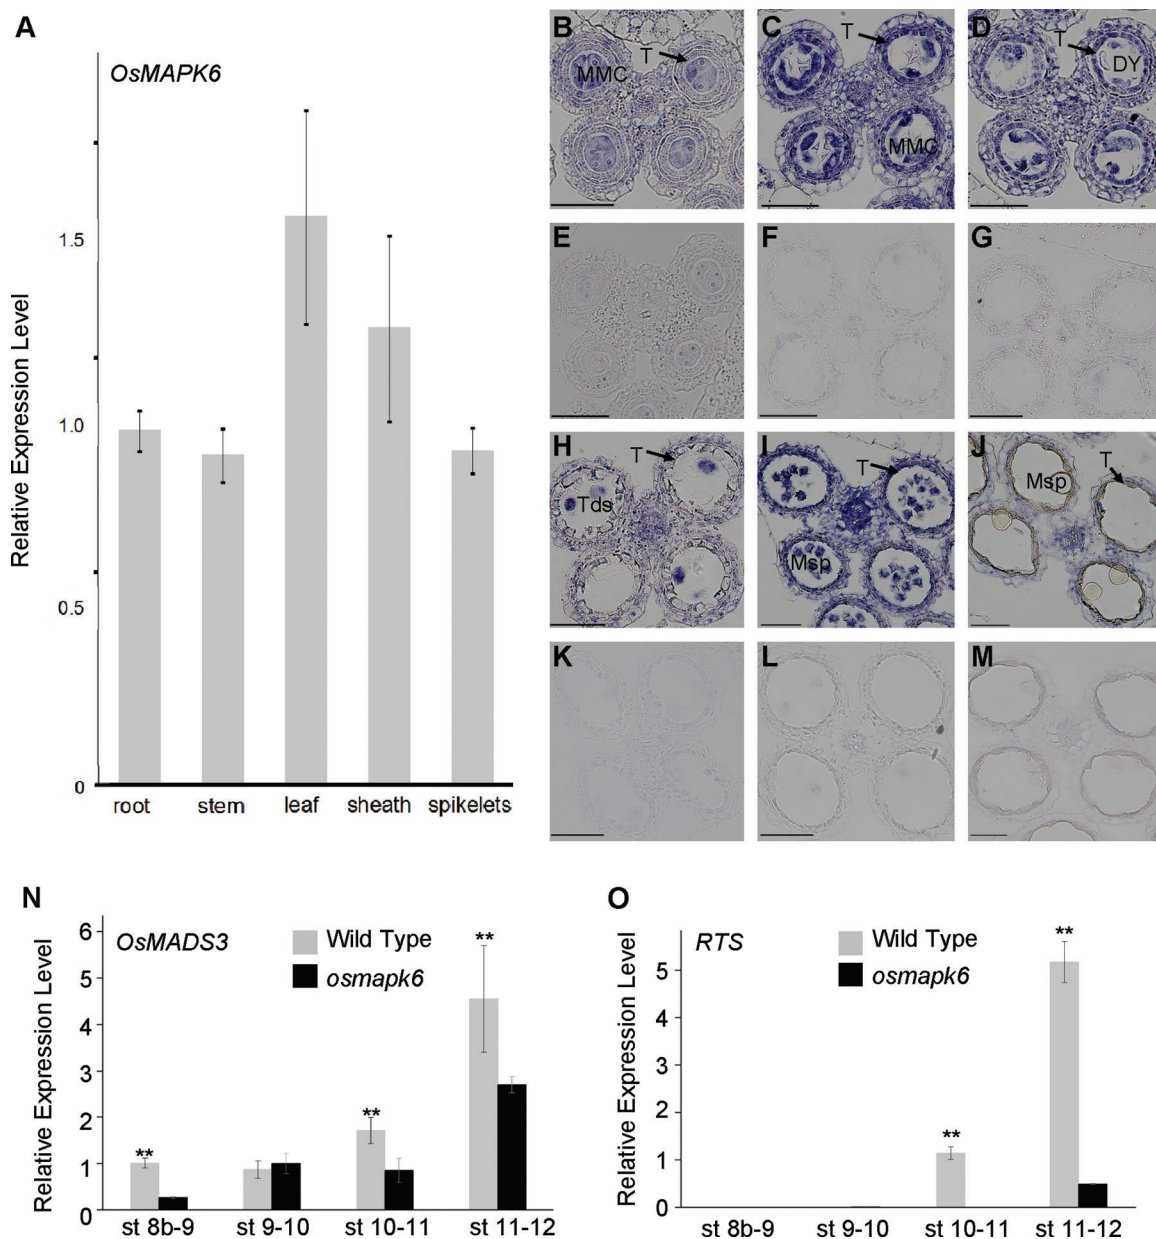 A
OsMAPK6
Relative Expression Level
1.5
1.0
0.5
0
root stem leaf sheath spikelets
B T MMC
C T MMC
D T DY
E
F
G
H T Tds
I T Msp
J Msp T
K
L
M
N
OsMADS3
Wild Type
osmapk6
**
Relative Expression Level
6
5
4
3
2
1
0
**
**
st 8b-9 st 9-10 st 10-11 st 11-12
O
RTS
Wild Type
osmapk6
**
Relative Expression Level
5
4
3
2
1
0
**
st 8b-9 st 9-10 st 10-11 st 11-12